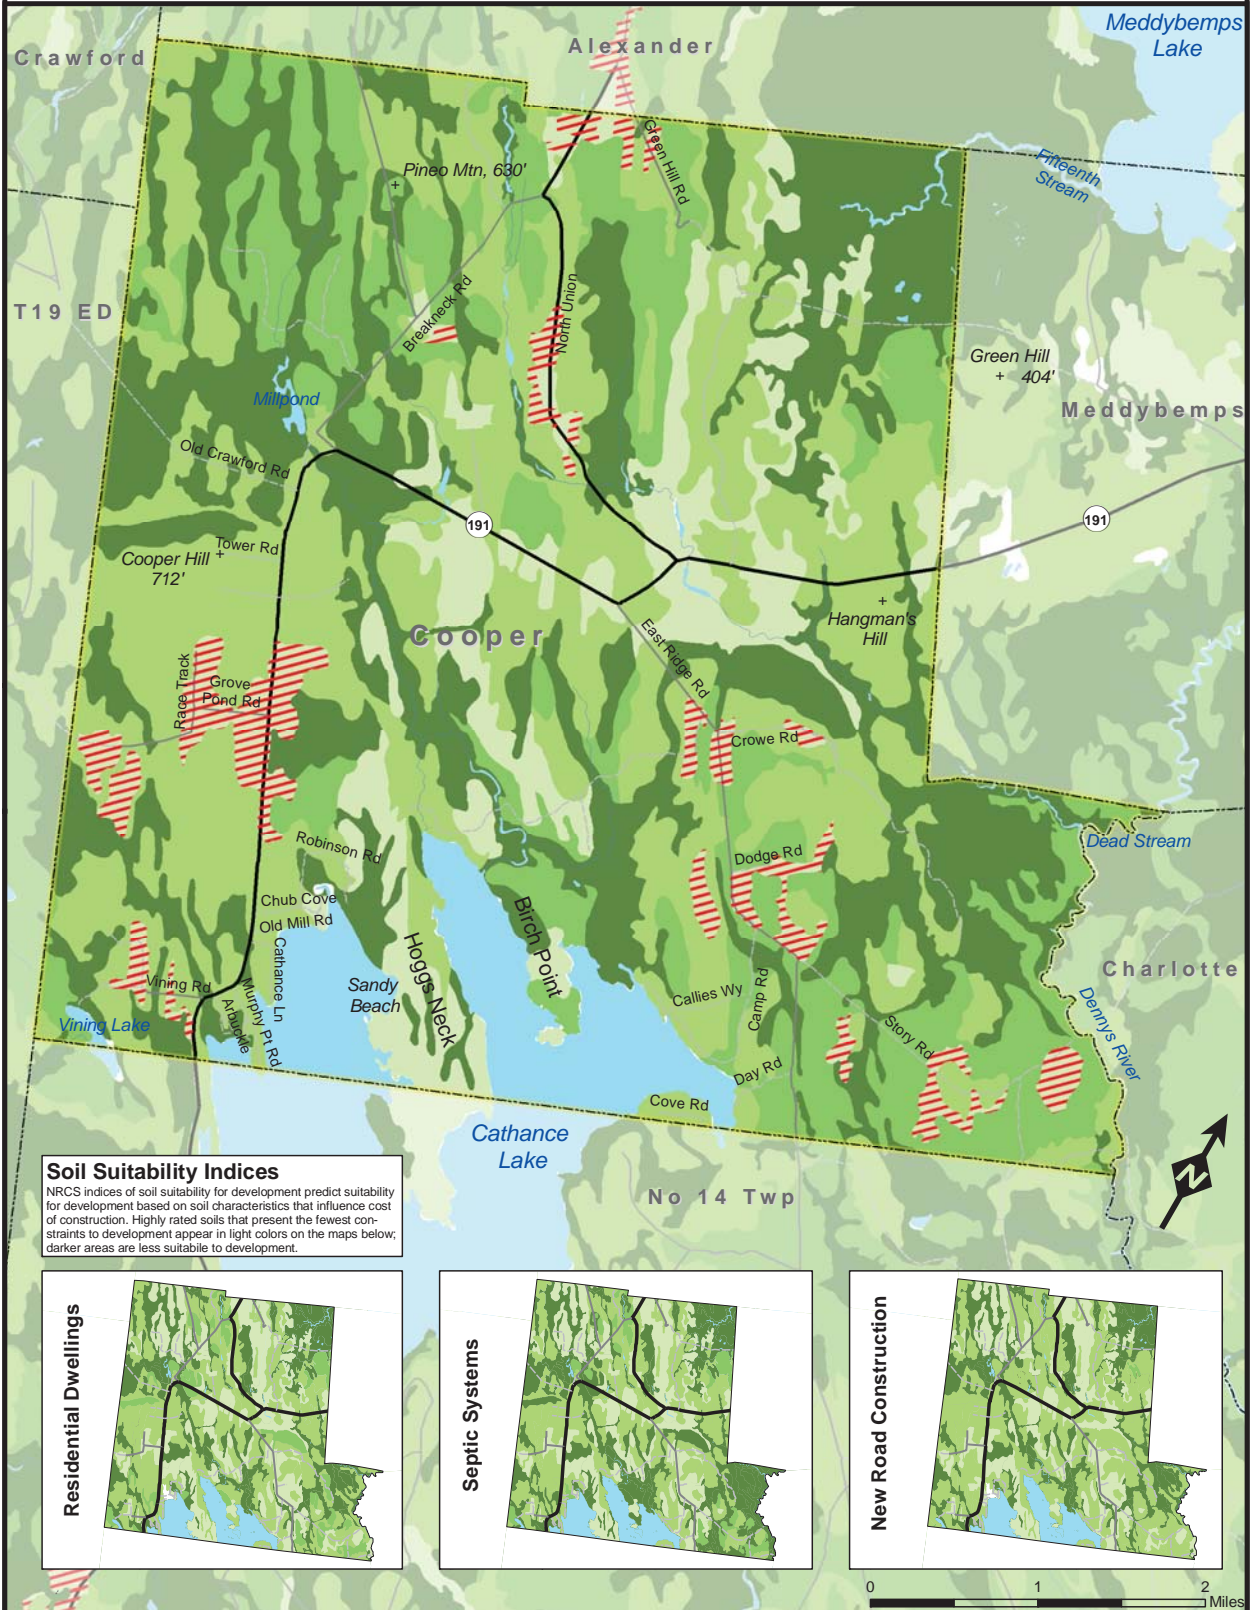 Meddybemps
Lake
Alexander
Crawford
Green Hill Rd
Fifteenth
Stream
Pineo Mtn, 630'
T19 ED
North Union
Breakneck Rd
Green Hill
404'
Millpond
Meddybemps
Old Crawford Rd
191
191
Tower Rd
Cooper Hill
712'
Hangman's
Hill
Cooper
East Ridge Rd
Race Track
Grove
Pond Rd
Crowe Rd
Dead Stream
Robinson Rd
Dodge Rd
Chub Cove
Old Mill Rd
Birch Point
Hoggs Neck
Cathance Ln
Charlotte
Vining Rd
Sandy
Beach
Callies Wy
Camp Rd
Dennys River
Vining Lake
Arbuckle
Murphy Pt Rd
Story Rd
Day Rd
Cove Rd
Cathance
Lake
No 14 Twp
N
Soil Suitability Indices
NRCS indices of soil suitability for development predict suitability
for development based on soil characteristics that influence cost
of construction. Highly rated soils that present the fewest con-
straints to development appear in light colors on the maps below;
darker areas are less suitabile to development.
Residential Dwellings
Septic Systems
New Road Construction
0 1 2
Miles